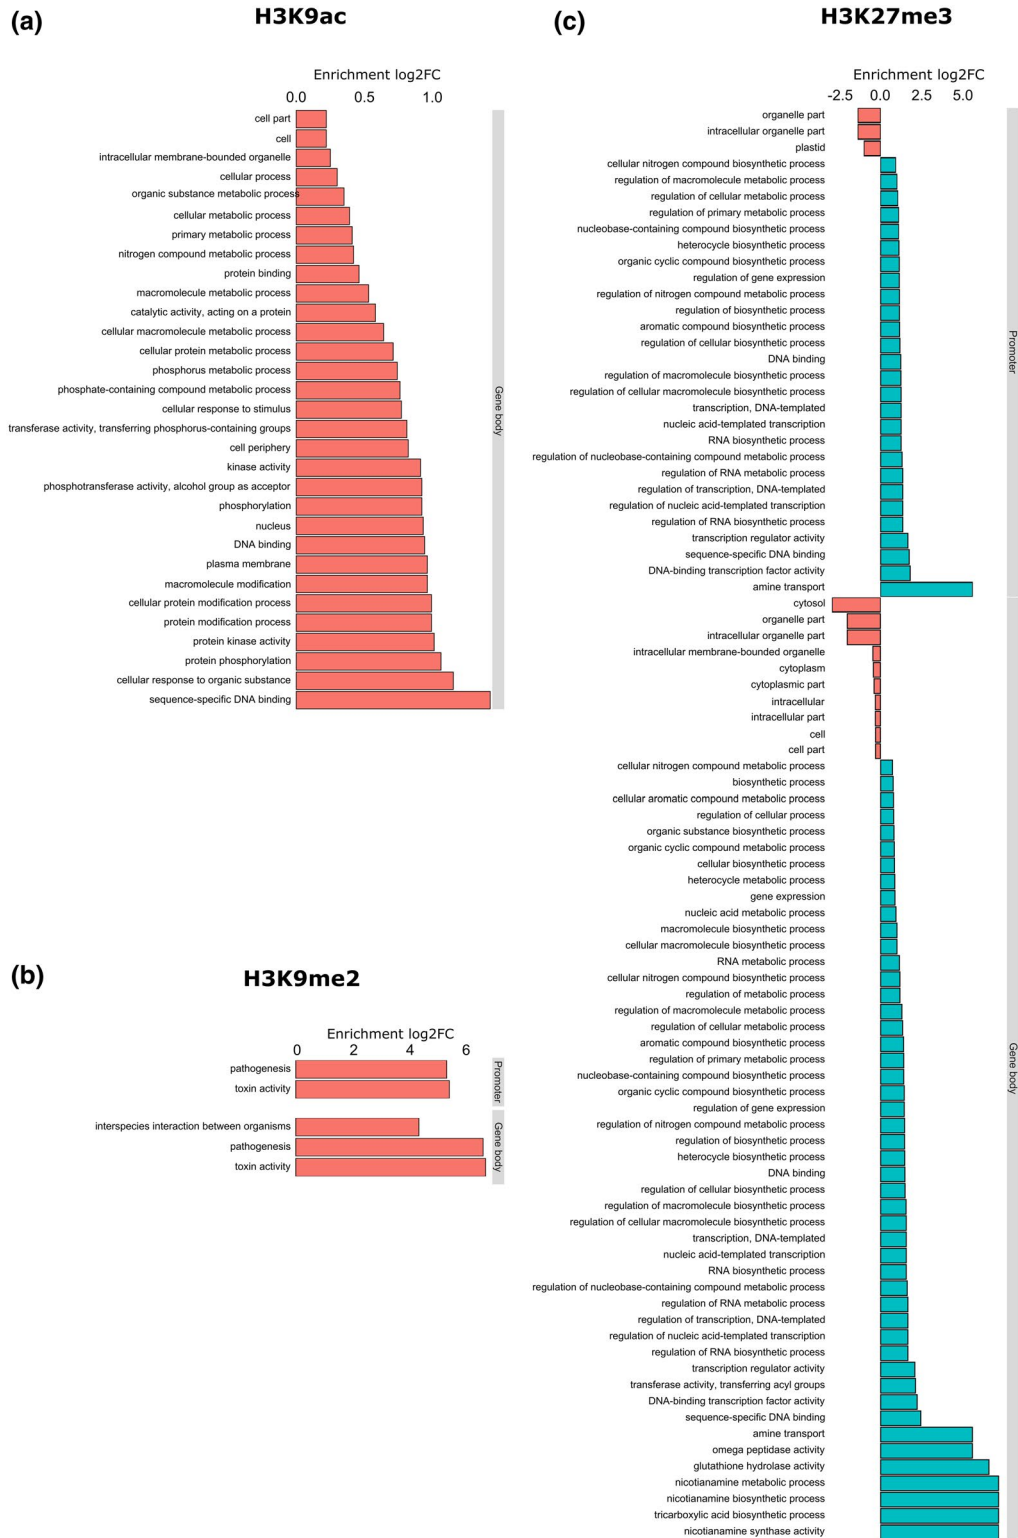 (a)
H3K9ac
Enrichment log2FC
0.0 0.5 1.0
cell part
cell
intracellular membrane-bounded organelle
cellular process
organic substance metabolic process
cellular metabolic process
primary metabolic process
nitrogen compound metabolic process
protein binding
macromolecule metabolic process
catalytic activity, acting on a protein
cellular macromolecule metabolic process
cellular protein metabolic process
phosphorus metabolic process
phosphate-containing compound metabolic process
cellular response to stimulus
transferase activity, transferring phosphorus-containing groups
cell periphery
kinase activity
phosphotransferase activity, alcohol group as acceptor
phosphorylation
nucleus
DNA binding
plasma membrane
macromolecule modification
cellular protein modification process
protein modification process
protein kinase activity
protein phosphorylation
cellular response to organic substance
sequence-specific DNA binding
Gene body
(b)
H3K9me2
Enrichment log2FC
0 2 4 6
pathogenesis
toxin activity
Promoter
interspecies interaction between organisms
pathogenesis
toxin activity
Gene body
(c)
H3K27me3
Enrichment log2FC
-2.5 0.0 2.5 5.0
organelle part
intracellular organelle part
plastid
cellular nitrogen compound biosynthetic process
regulation of macromolecule metabolic process
regulation of cellular metabolic process
regulation of primary metabolic process
nucleobase-containing compound biosynthetic process
heterocycle biosynthetic process
organic cyclic compound biosynthetic process
regulation of gene expression
regulation of nitrogen compound metabolic process
regulation of biosynthetic process
aromatic compound biosynthetic process
regulation of cellular biosynthetic process
DNA binding
regulation of macromolecule biosynthetic process
regulation of cellular macromolecule biosynthetic process
transcription, DNA-templated
nucleic acid-templated transcription
RNA biosynthetic process
regulation of nucleobase-containing compound metabolic process
regulation of RNA metabolic process
regulation of transcription, DNA-templated
regulation of nucleic acid-templated transcription
regulation of RNA biosynthetic process
transcription regulator activity
sequence-specific DNA binding
DNA-binding transcription factor activity
amine transport
Promoter
cytosol
organelle part
intracellular organelle part
intracellular membrane-bounded organelle
cytoplasm
cytoplasmic part
intracellular
intracellular part
cell
cell part
cellular nitrogen compound metabolic process
biosynthetic process
cellular aromatic compound metabolic process
regulation of cellular process
organic substance biosynthetic process
organic cyclic compound metabolic process
cellular biosynthetic process
heterocycle metabolic process
gene expression
nucleic acid metabolic process
macromolecule biosynthetic process
cellular macromolecule biosynthetic process
RNA metabolic process
cellular nitrogen compound biosynthetic process
regulation of metabolic process
regulation of macromolecule metabolic process
regulation of cellular metabolic process
aromatic compound biosynthetic process
regulation of primary metabolic process
nucleobase-containing compound biosynthetic process
organic cyclic compound biosynthetic process
regulation of gene expression
regulation of nitrogen compound metabolic process
regulation of biosynthetic process
heterocycle biosynthetic process
DNA binding
regulation of cellular biosynthetic process
regulation of macromolecule biosynthetic process
regulation of cellular macromolecule biosynthetic process
transcription, DNA-templated
nucleic acid-templated transcription
RNA biosynthetic process
regulation of nucleobase-containing compound metabolic process
regulation of RNA metabolic process
regulation of transcription, DNA-templated
regulation of nucleic acid-templated transcription
regulation of RNA biosynthetic process
transcription regulator activity
transferase activity, transferring acyl groups
DNA-binding transcription factor activity
sequence-specific DNA binding
amine transport
omega peptidase activity
glutathione hydrolase activity
nicotianamine metabolic process
nicotianamine biosynthetic process
tricarboxylic acid biosynthetic process
nicotianamine synthase activity
Gene body